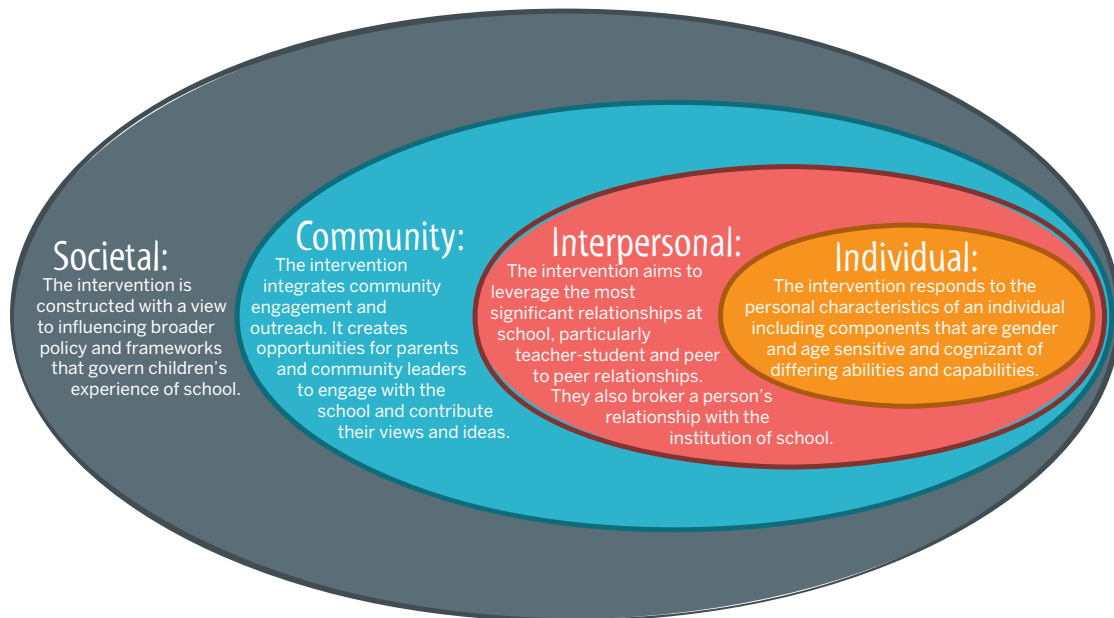 Societal:
The intervention is
constructed with a view
to influencing broader
policy and frameworks
that govern children’s
experience of school.
Community:
The intervention
integrates community
engagement and
outreach. It creates
opportunities for parents
and community leaders
to engage with the
school and contribute
their views and ideas.
Interpersonal:
The intervention aims to
leverage the most
significant relationships at
school, particularly
teacher-student and peer
to peer relationships.
They also broker a person’s
relationship with the
institution of school.
Individual:
The intervention responds to the
personal characteristics of an individual
including components that are gender
and age sensitive and cognizant of
differing abilities and capabilities.